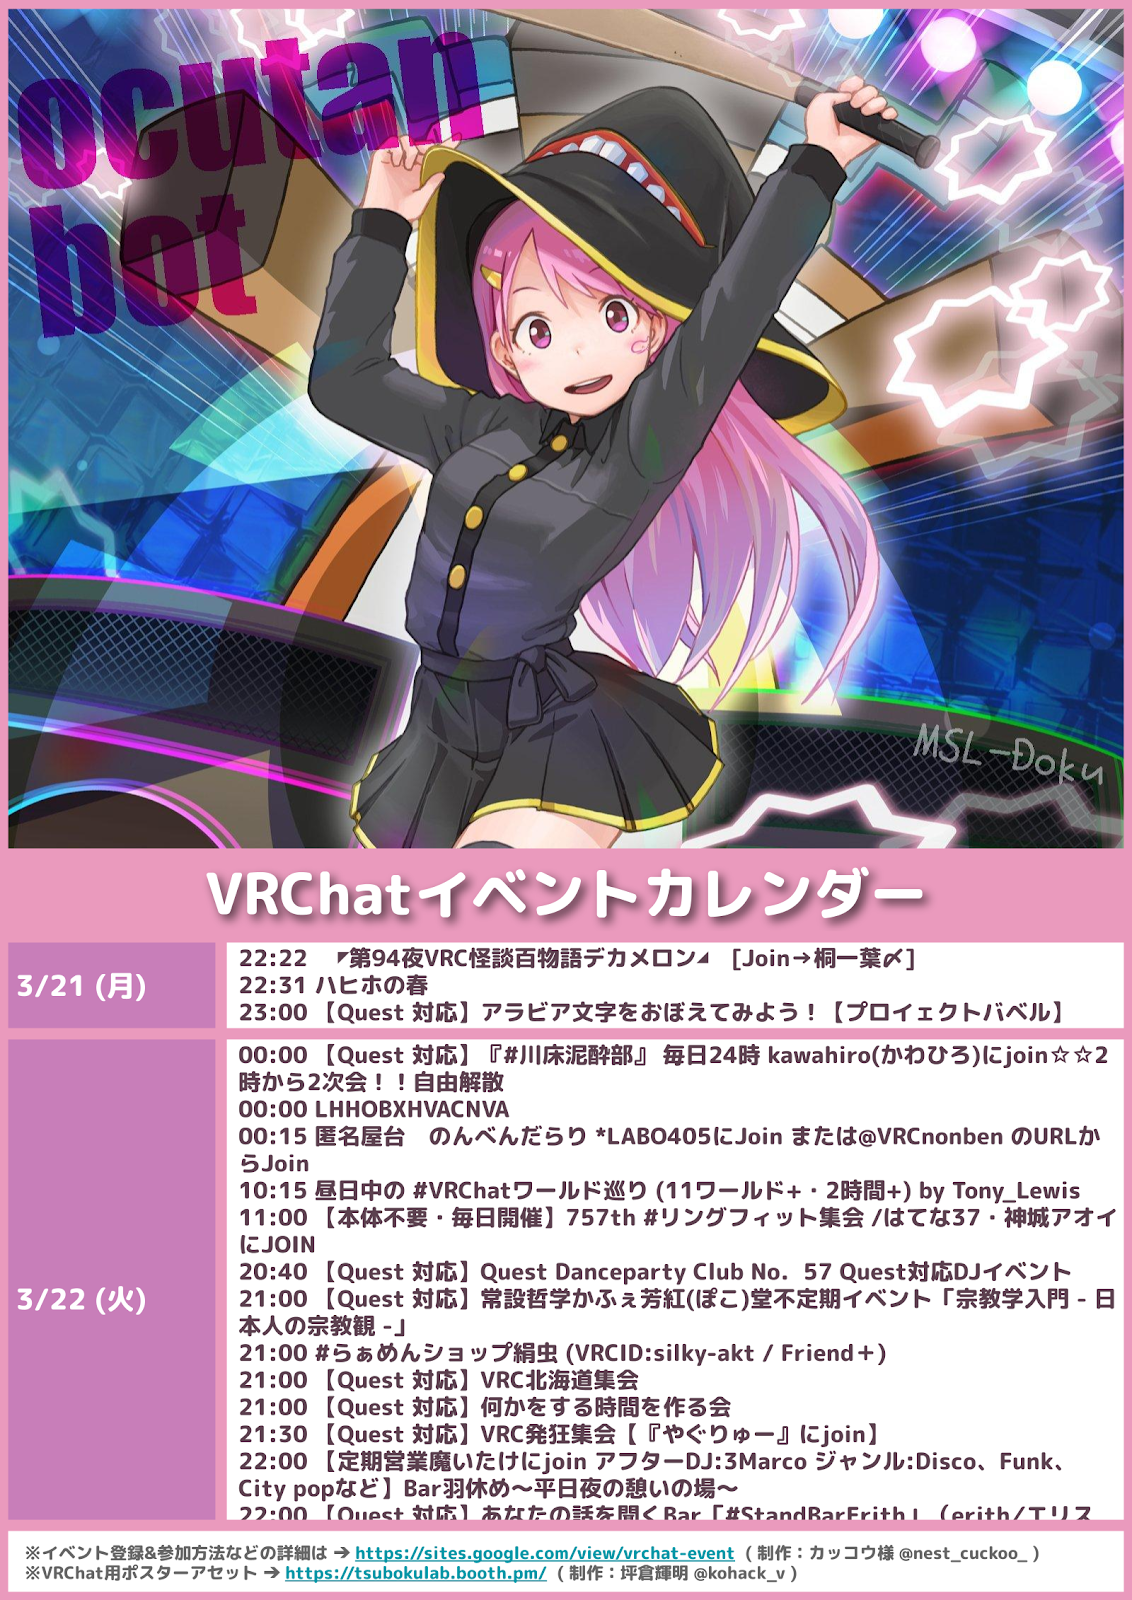 ocutan
bot
MSL-Doku
VRChatイベントカレンダー
3/21 (月)
22:22 ◤第94夜VRC怪談百物語デカメロン◢ [Join→桐一葉〆]
22:31 ハヒホの春
23:00 【Quest 対応】アラビア文字をおぼえてみよう！【プロイェクトバベル】
3/22 (火)
00:00 【Quest 対応】『#川床泥酔部』 毎日24時 kawahiro(かわひろ)にjoin☆☆2
時から2次会！！自由解散
00:00 LHHOBXHVACNVA
00:15 匿名屋台　のんべんだらり *LABO405にJoin または@VRCnonben のURLか
らJoin
10:15 昼日中の #VRChatワールド巡り (11ワールド+・2時間+) by Tony_Lewis
11:00 【本体不要・毎日開催】757th #リングフィット集会 /はてな37・神城アオイ
にJOIN
20:40 【Quest 対応】Quest Danceparty Club No．57 Quest対応DJイベント
21:00 【Quest 対応】常設哲学かふぇ芳紅(ぽこ)堂不定期イベント「宗教学入門 - 日
本人の宗教観 -」
21:00 #らぁめんショップ絹虫 (VRCID:silky-akt / Friend＋)
21:00 【Quest 対応】VRC北海道集会
21:00 【Quest 対応】何かをする時間を作る会
21:30 【Quest 対応】VRC発狂集会【『やぐりゅー』にjoin】
22:00 【定期営業魔いたけにjoin アフターDJ:3Marco ジャンル:Disco、Funk、
City popなど】Bar羽休め～平日夜の憩いの場～
22:00 【Quest 対応】あなたの話を聞くBar「#StandBarErith」（erith/エリス
※イベント登録&参加方法などの詳細は → https://sites.google.com/view/vrchat-event ( 制作：カッコウ様 @nest_cuckoo_ )
※VRChat用ポスターアセット → https://tsubokulab.booth.pm/ ( 制作：坪倉輝明 @kohack_v )